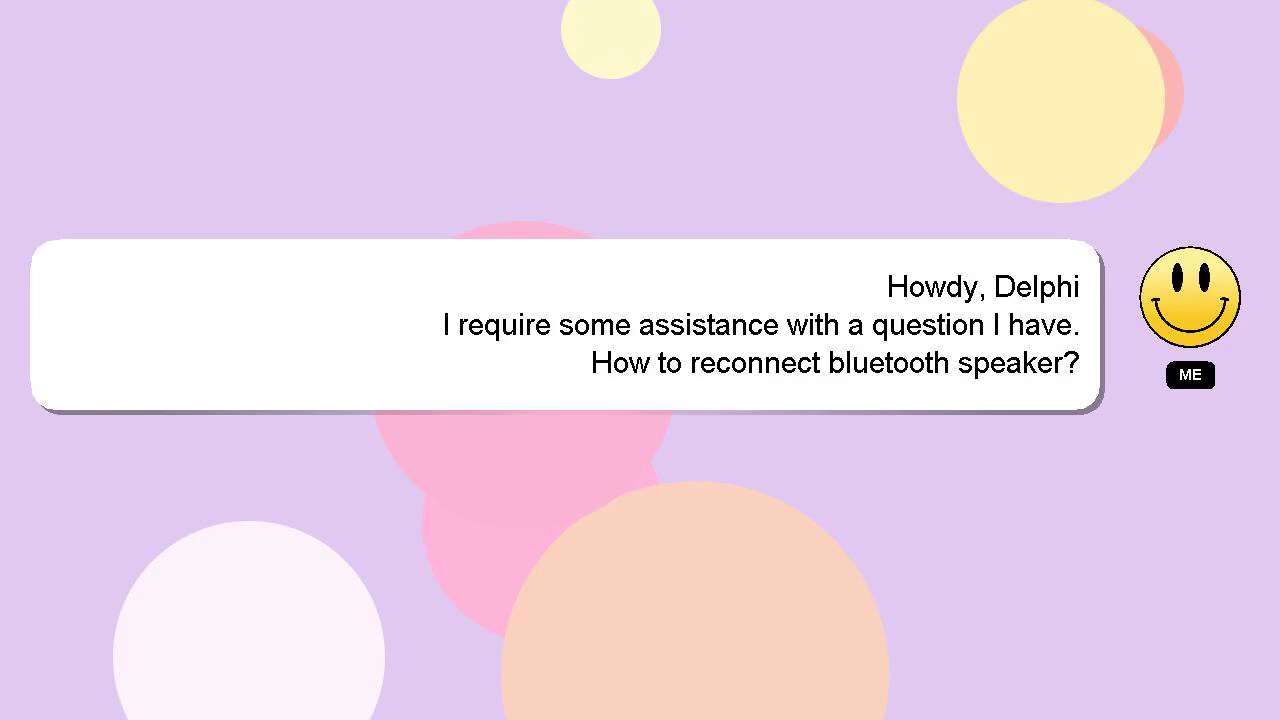 Howdy, Delphi
I require some assistance with a question I have.
How to reconnect bluetooth speaker?
ME